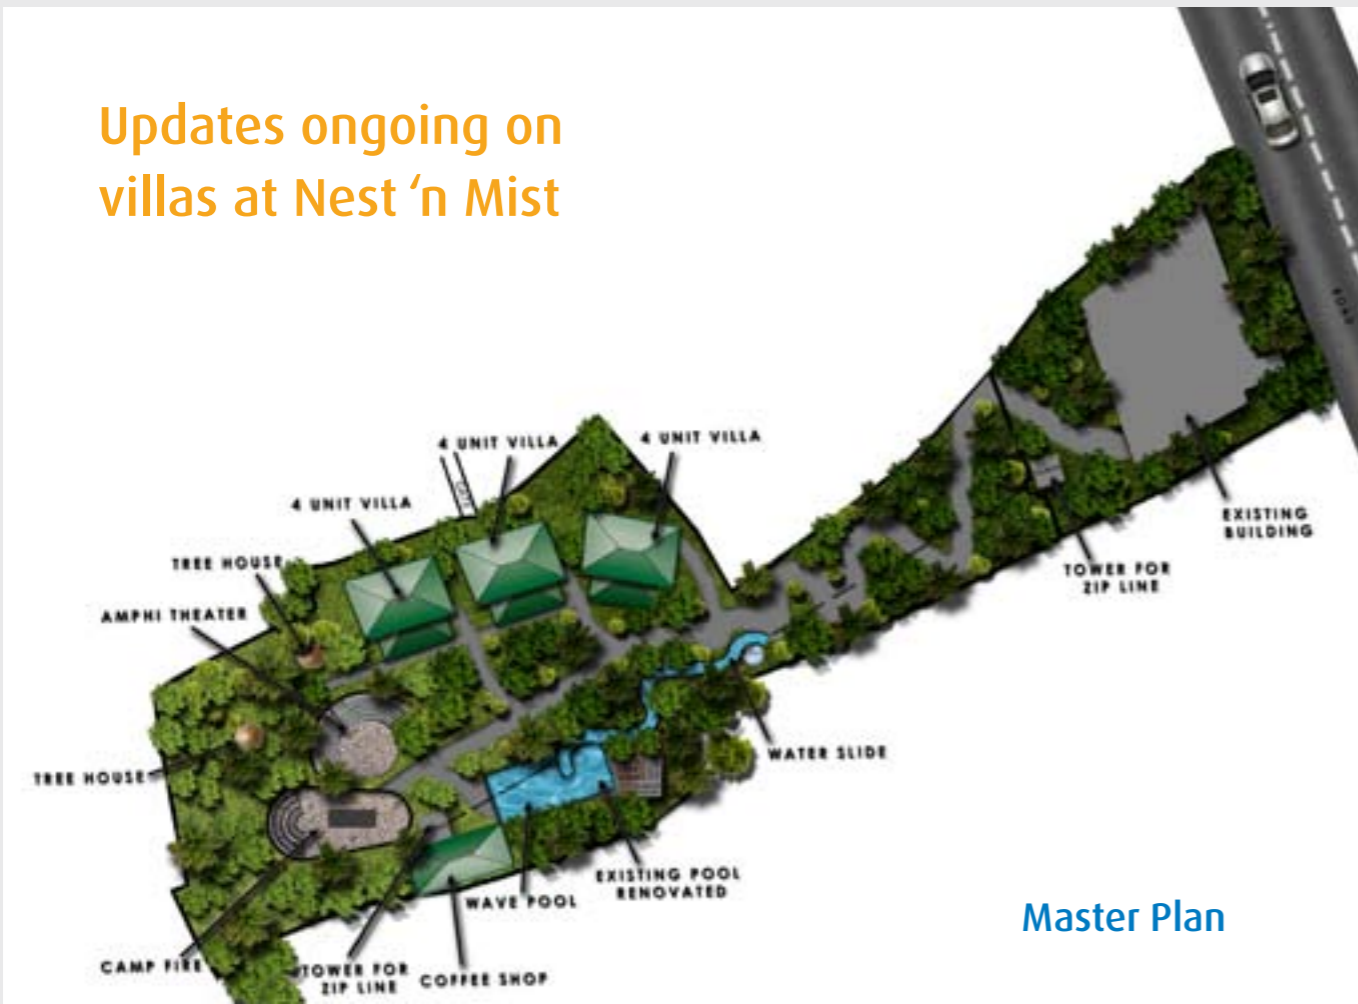 Updates ongoing on
villas at Nest ‘n Mist
ROAD
4 UNIT VILLA
4 UNIT VILLA
GATE
4 UNIT VILLA
TREE HOUSE
AMPHI THEATER
EXISTING
BUILDING
TOWER FOR
ZIP LINE
TREE HOUSE
WATER SLIDE
EXISTING POOL
RENOVATED
WAVE POOL
CAMP FIRE
TOWER FOR
ZIP LINE
COFFEE SHOP
Master Plan